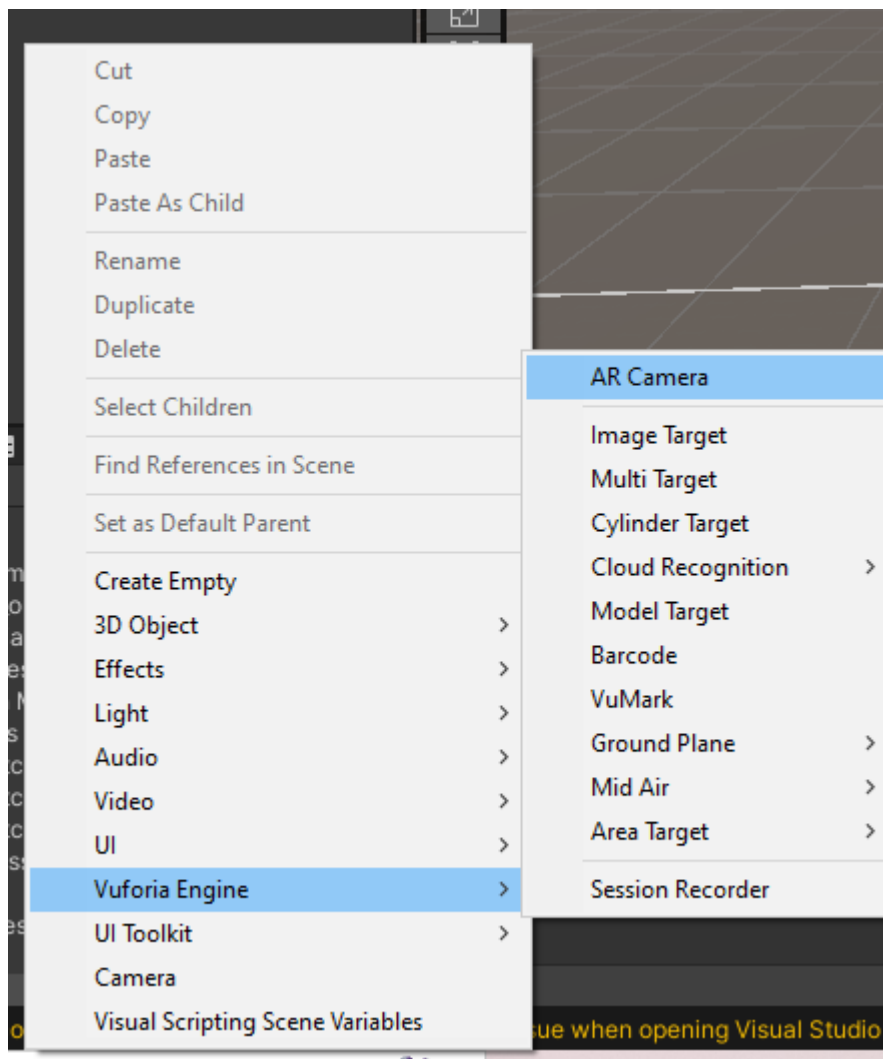 Cut
Copy
Paste
Paste As Child
Rename
Duplicate
Delete
Select Children
Find References in Scene
Set as Default Parent
Create Empty
3D Object
Effects
Light
Audio
Video
UI
Vuforia Engine
UI Toolkit
Camera
Visual Scripting Scene Variables
AR Camera
Image Target
Multi Target
Cylinder Target
Cloud Recognition
Model Target
Barcode
VuMark
Ground Plane
Mid Air
Area Target
Session Recorder
when opening Visual Studio